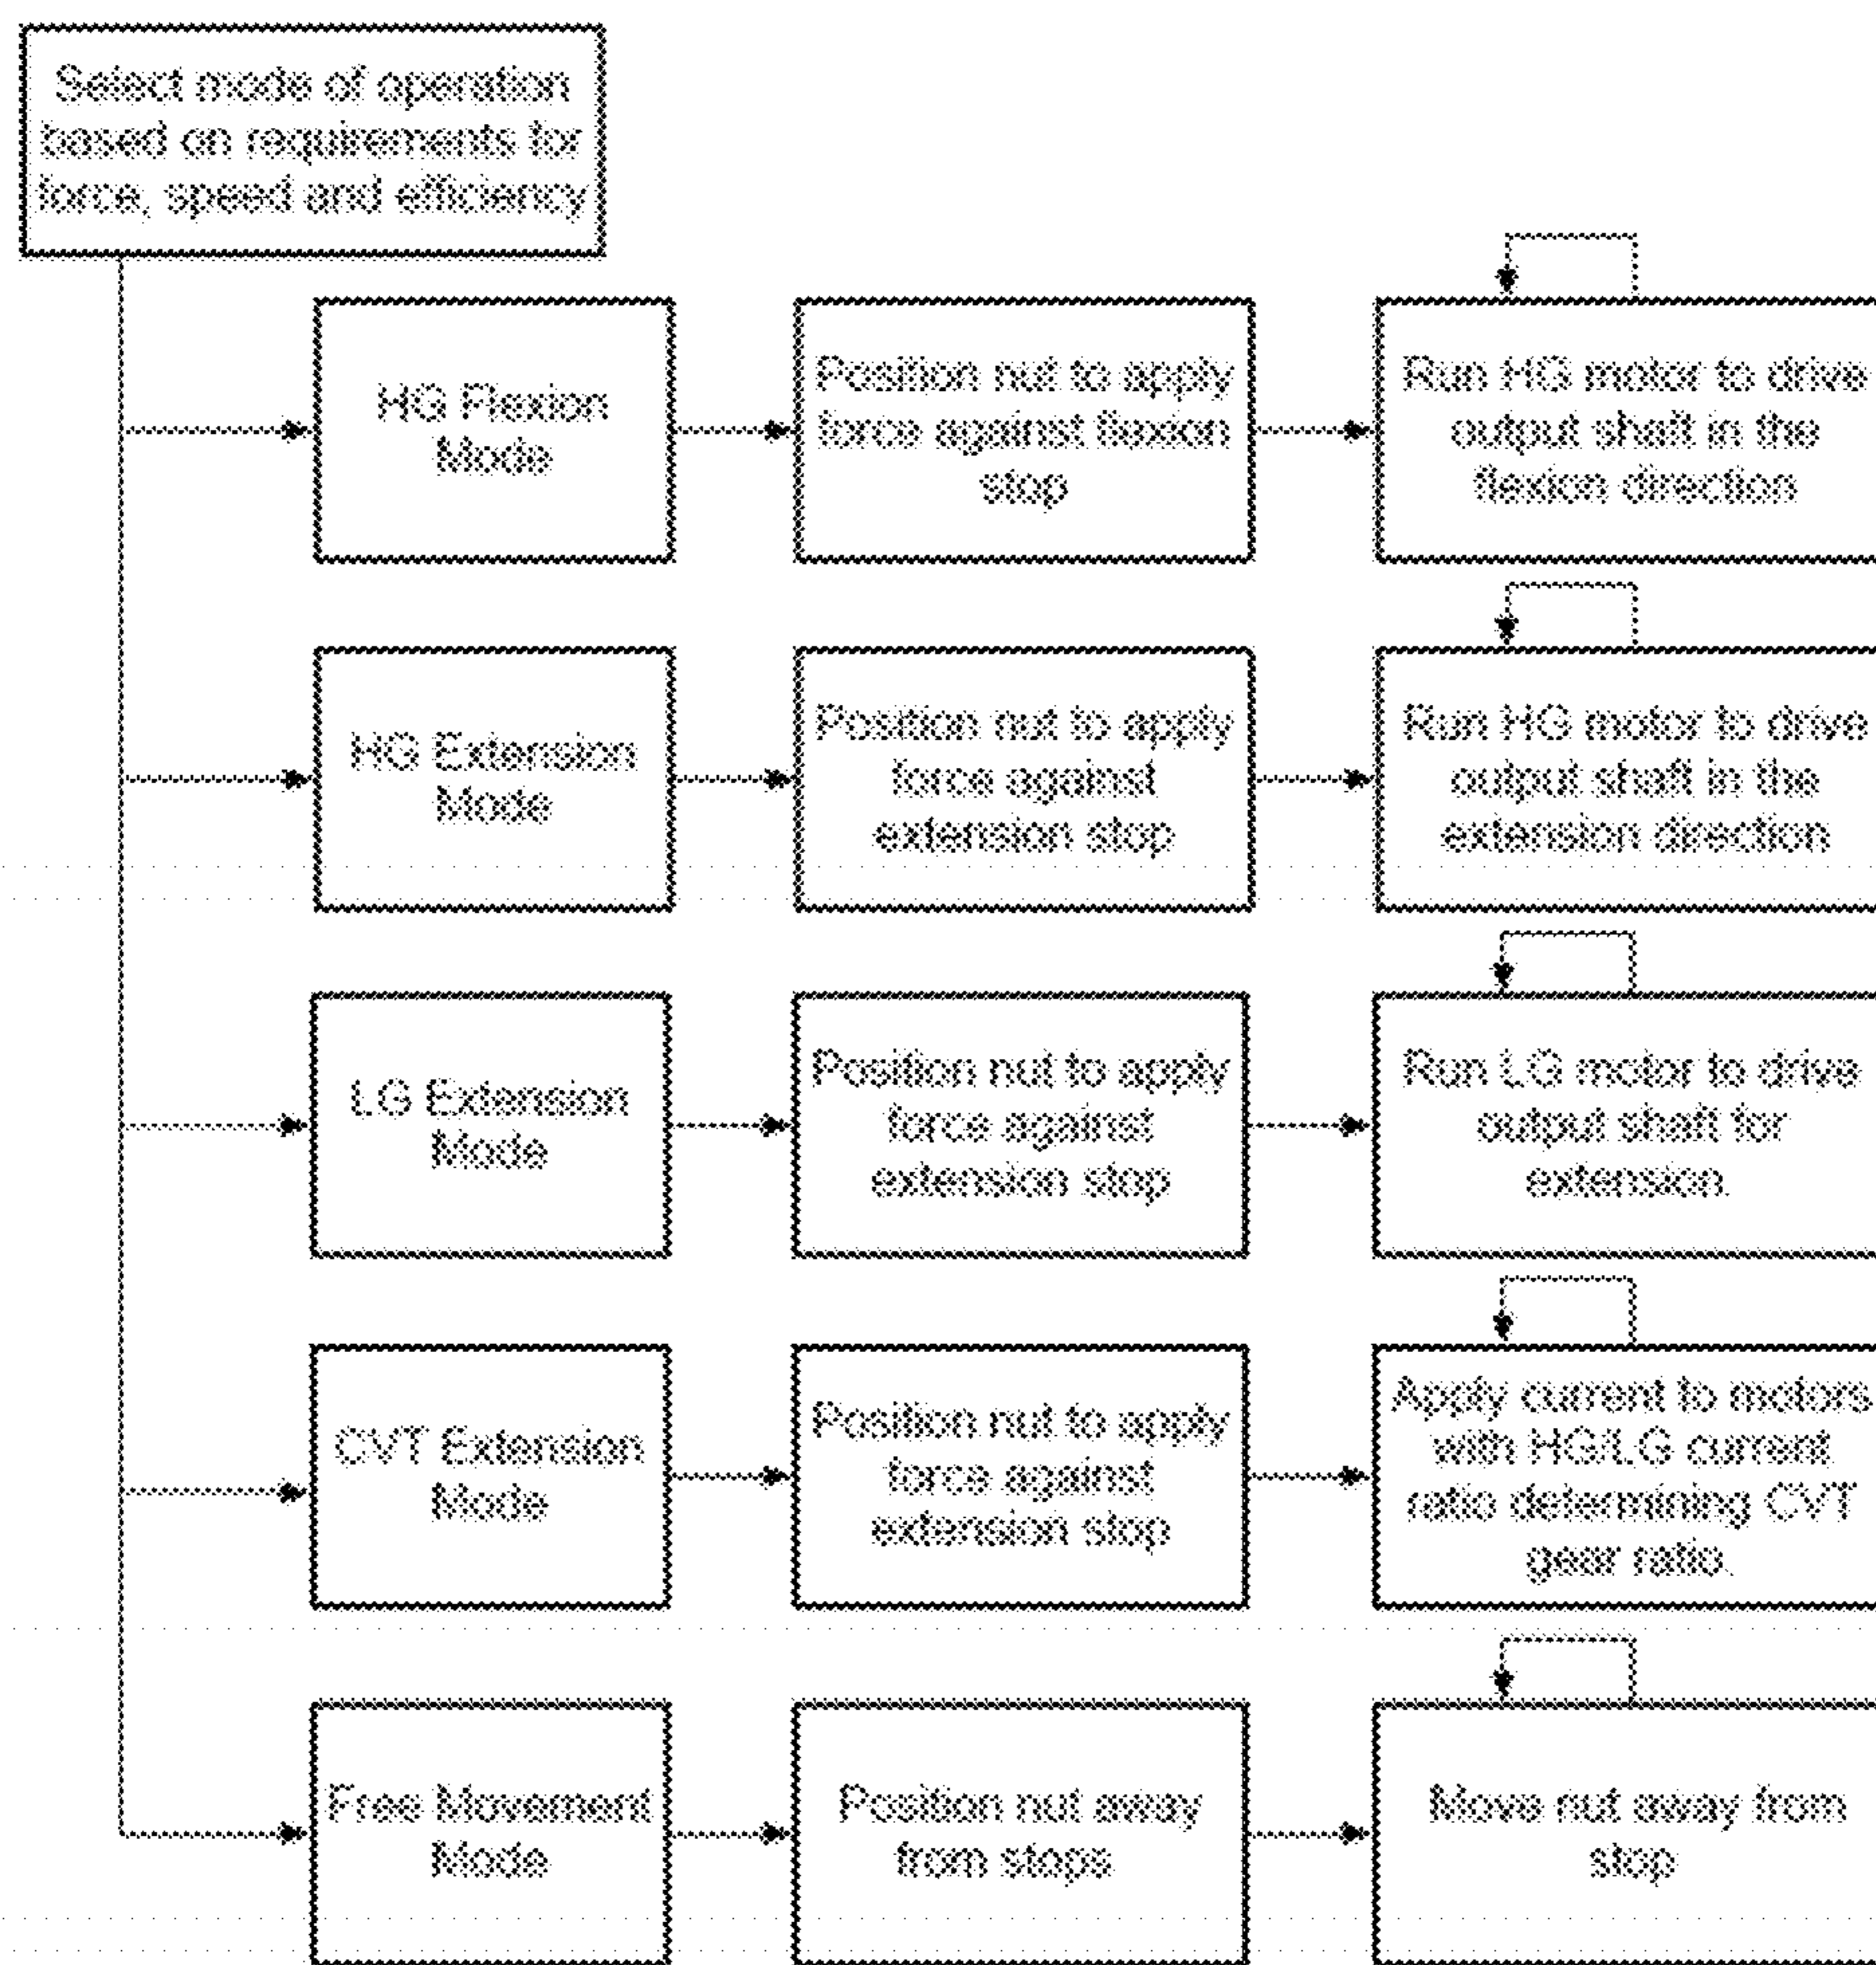 Select mode of operation
based on requirements for
force, speed and efficiency
HG Flexion
Mode
Position nut to apply
force against flexion
stop
Run HG motor to drive
output shaft in the
flexion direction
HG Extension
Mode
Position nut to apply
force against
extension stop
Run HG motor to drive
output shaft in the
extension direction
LG Extension
Mode
Position nut to apply
force against
extension stop
Run LG motor to drive
output shaft for
extension.
CVT Extension
Mode
Position nut to apply
force against
extension stop
Apply current to motors
with HG/LG current
ratio determining CVT
gear ratio.
Free Movement
Mode
Position nut away
from stops
Move nut away from
stop